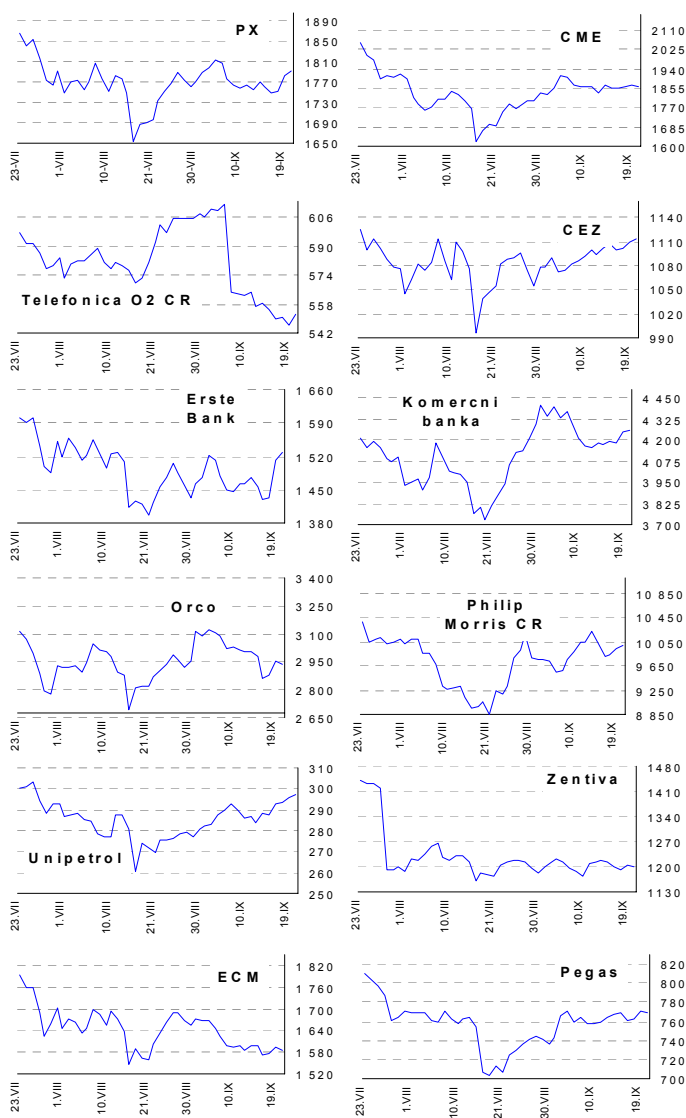 PX
1890
1850
1810
1770
1730
1690
1650
23.VII
1-VIII
10-VIII
21-VIII
30-VIII
10-IX
19-IX
CME
2110
2025
1940
1855
1770
1685
1600
23.VII
1.VIII
10.VIII
21.VIII
30.VIII
10.IX
19.IX
Telefonica O2 CR
606
590
574
558
542
23.VII
1.VIII
10.VIII
21.VIII
30.VIII
10.IX
19.IX
CEZ
1140
1110
1080
1050
1020
990
23.VII
1.VIII
10.VIII
21.VIII
30.VIII
10.IX
19.IX
Erste
Bank
1 660
1 590
1 520
1 450
1 380
23.VII
1.VIII
10.VIII
21.VIII
30.VIII
10.IX
19.IX
Komercni
banka
4 450
4 325
4 200
4 075
3 950
3 825
3 700
23.VII
1.VIII
10.VIII
21.VIII
30.VIII
10.IX
19.IX
Orco
3 400
3 250
3 100
2 950
2 800
2 650
23.VII
1.VIII
10.VIII
21.VIII
30.VIII
10.IX
19.IX
Philip
Morris CR
10 850
10 450
10 050
9 650
9 250
8 850
23.VII
1.VIII
10.VIII
21.VIII
30.VIII
10.IX
19.IX
Unipetrol
310
300
290
280
270
260
250
23.VII
1.VIII
10.VIII
21.VIII
30.VIII
10.IX
19.IX
Zentiva
1480
1410
1340
1270
1200
1130
23.VII
1.VIII
10.VIII
21.VIII
30.VIII
10.IX
19.IX
ECM
1 820
1 760
1 700
1 640
1 580
1 520
23.VII
1.VIII
10.VIII
21.VIII
30.VIII
10.IX
19.IX
Pegas
820
800
780
760
740
720
700
23.VII
1.VIII
10.VIII
21.VIII
30.VIII
10.IX
19.IX